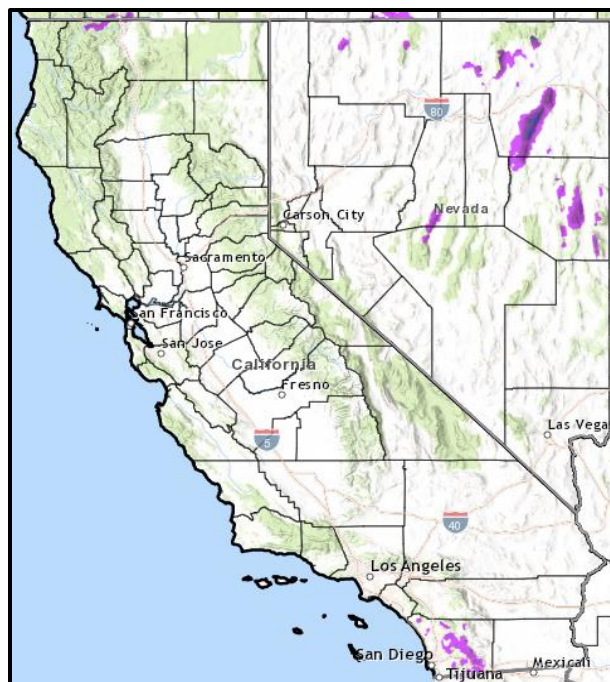 80
Nevada
Carson City
Sacramento
San Francisco
San Jose
California
Fresno
Las Vega
5
40
Los Angeles
San Diego
Mexicali
Tijuana